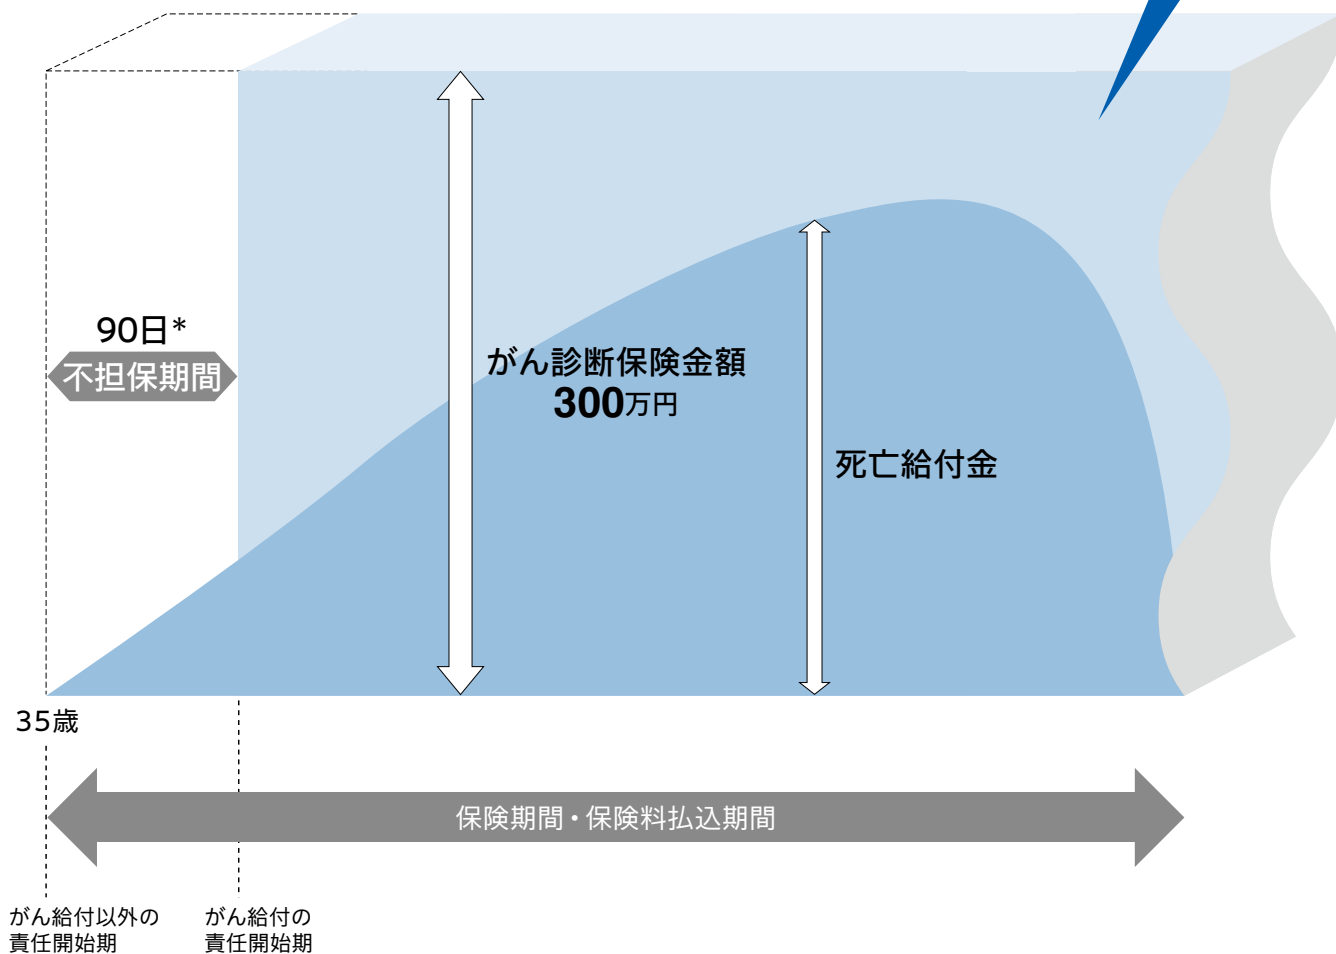 90日*
不担保期間
がん診断保険金額
300万円
死亡給付金
35歳
保険期間・保険料払込期間
がん給付以外の
責任開始期
がん給付の
責任開始期